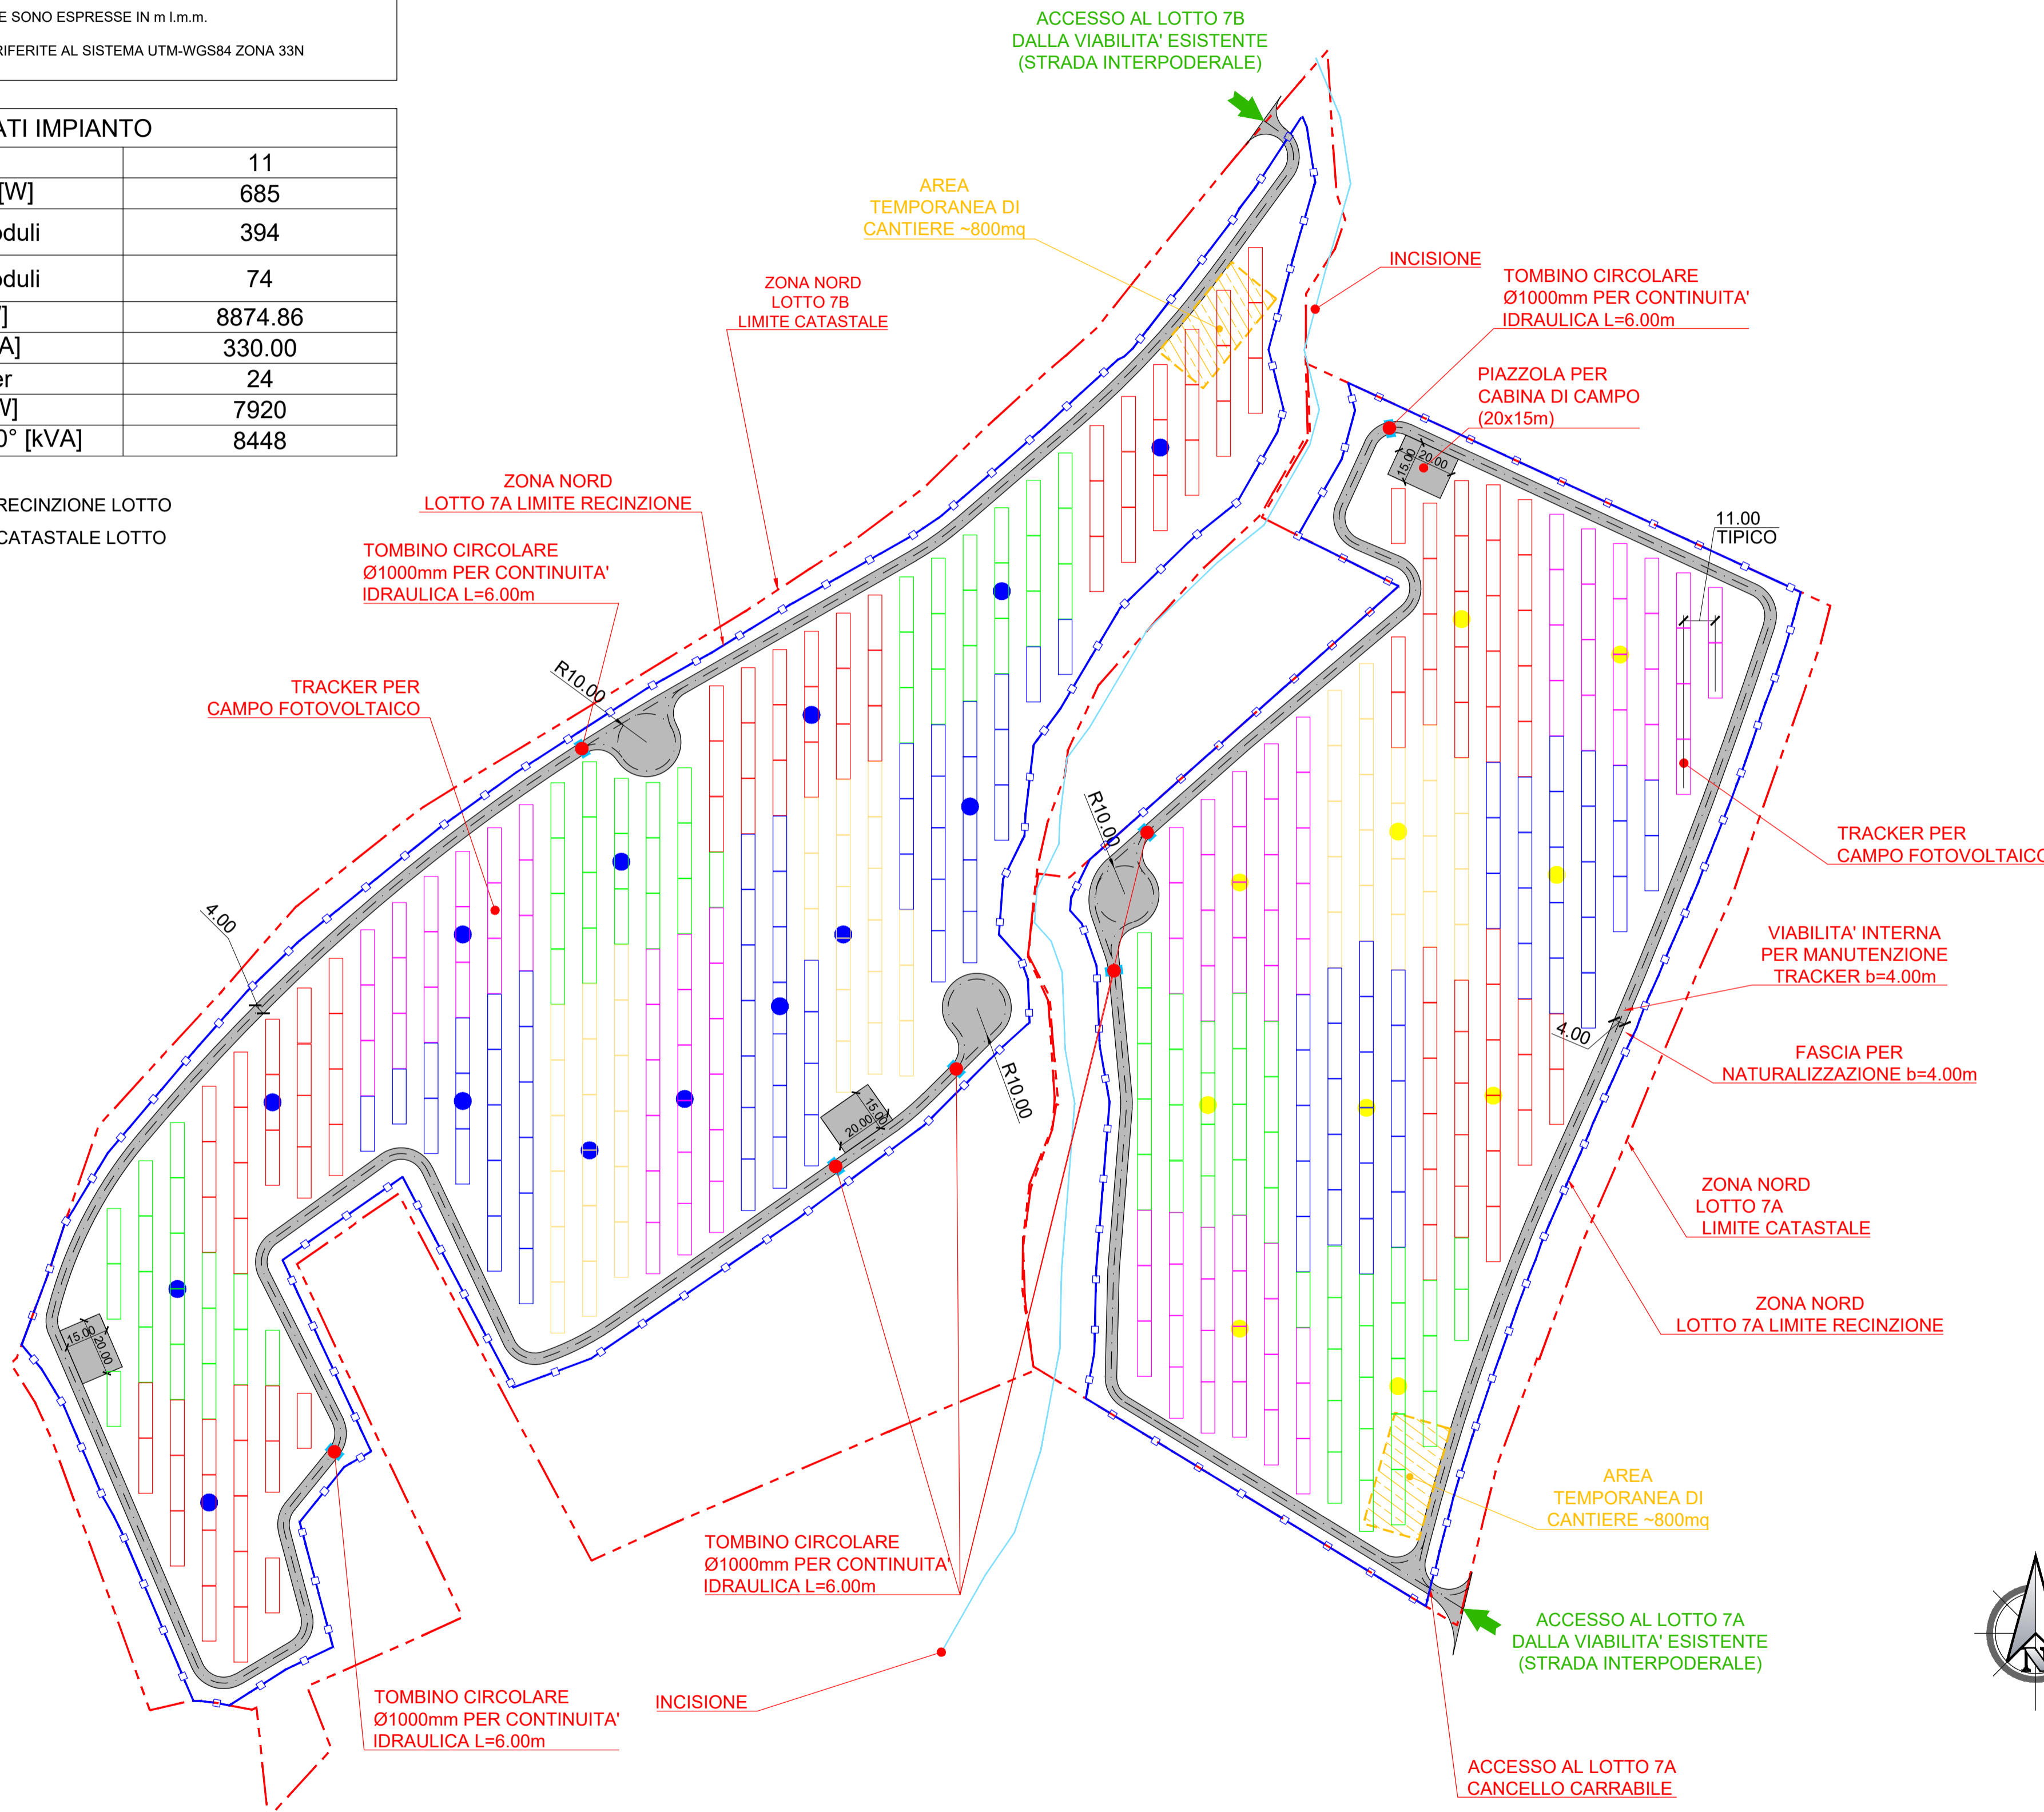 E SONO ESPRESSE IN m l.m.m.
RIFERITE AL SISTEMA UTM-WGS84 ZONA 33N
ATI IMPIANTO
11
[W] 685
oduli 394
oduli 74
8874.86
A] 330.00
er 24
W] 7920
0° [kVA] 8448
RECINZIONE LOTTO
CATASTALE LOTTO
ACCESSO AL LOTTO 7B
DALLA VIABILITA' ESISTENTE
(STRADA INTERPODERALE)
AREA
TEMPORANEA DI
CANTIERE ~800mq
ZONA NORD
LOTTO 7B
LIMITE CATASTALE
INCISIONE
TOMBINO CIRCOLARE
Ø1000mm PER CONTINUITA'
IDRAULICA L=6.00m
PIAZZOLA PER
CABINA DI CAMPO
(20x15m)
15.00
20.00
11.00
TIPICO
ZONA NORD
LOTTO 7A LIMITE RECINZIONE
TOMBINO CIRCOLARE
Ø1000mm PER CONTINUITA'
IDRAULICA L=6.00m
R10.00
TRACKER PER
CAMPO FOTOVOLTAICO
R10.00
TRACKER PER
CAMPO FOTOVOLTAICO
4.00
VIABILITA' INTERNA
PER MANUTENZIONE
TRACKER b=4.00m
4.00
FASCIA PER
NATURALIZZAZIONE b=4.00m
R10.00
15.00
20.00
ZONA NORD
LOTTO 7A
LIMITE CATASTALE
15.00
20.00
ZONA NORD
LOTTO 7A LIMITE RECINZIONE
AREA
TEMPORANEA DI
CANTIERE ~800mq
TOMBINO CIRCOLARE
Ø1000mm PER CONTINUITA'
IDRAULICA L=6.00m
ACCESSO AL LOTTO 7A
DALLA VIABILITA' ESISTENTE
(STRADA INTERPODERALE)
N
INCISIONE
TOMBINO CIRCOLARE
Ø1000mm PER CONTINUITA'
IDRAULICA L=6.00m
ACCESSO AL LOTTO 7A
CANCELLO CARRABILE